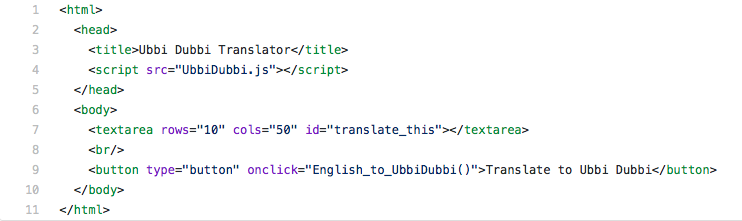 1 <html>
2 <head>
3 <title>Ubbi Dubbi Translator</title>
4 <script src="UbbiDubbi.js"></script>
5 </head>
6 <body>
7 <textarea rows="10" cols="50" id="translate_this"></textarea>
8 <br/>
9 <button type="button" onclick="English_to_UbbiDubbi()">Translate to Ubbi Dubbi</button>
10 </body>
11 </html>